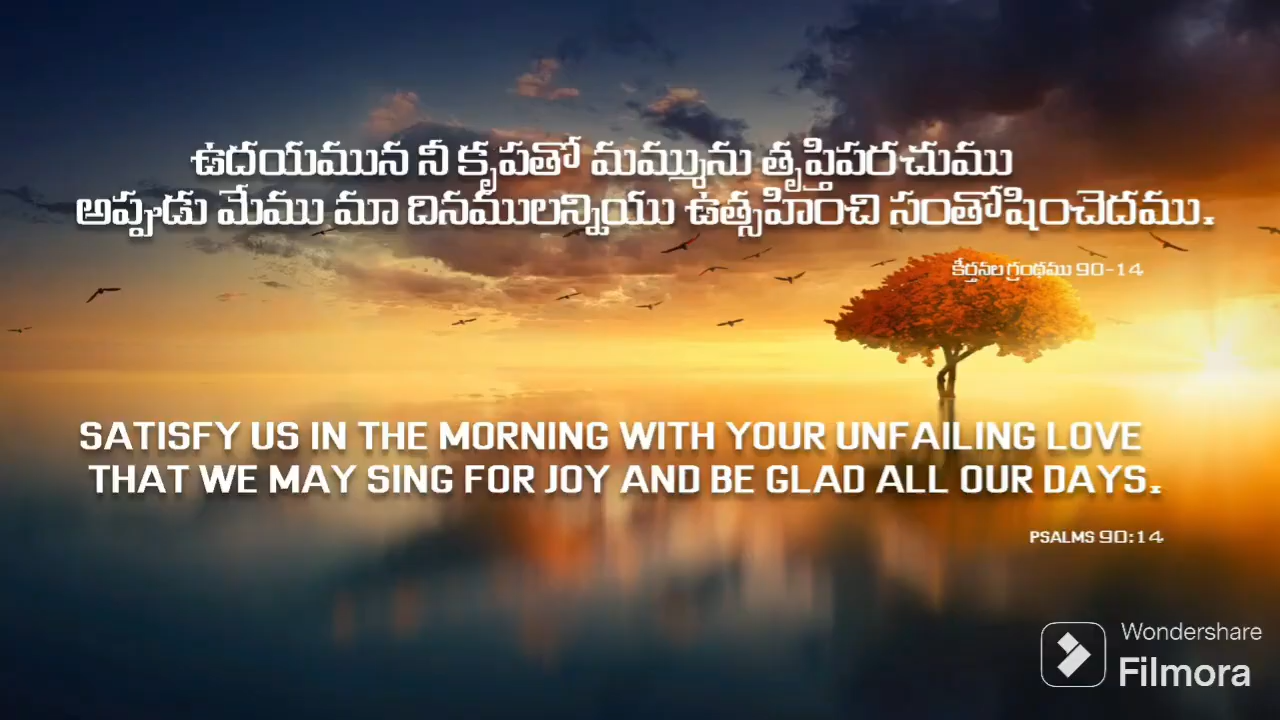 ఉదయమున నీ కృపతో మమ్మును తృప్తిపరచుము
అప్పుడు మేము మా దినములన్నియు ఉత్సహించి సంతోషించెదము.
కీర్తనల గ్రంథము 90-14
SATISFY US IN THE MORNING WITH YOUR UNFAILING LOVE
THAT WE MAY SING FOR JOY AND BE GLAD ALL OUR DAYS.
PSALMS 90:14
Wondershare
Filmora